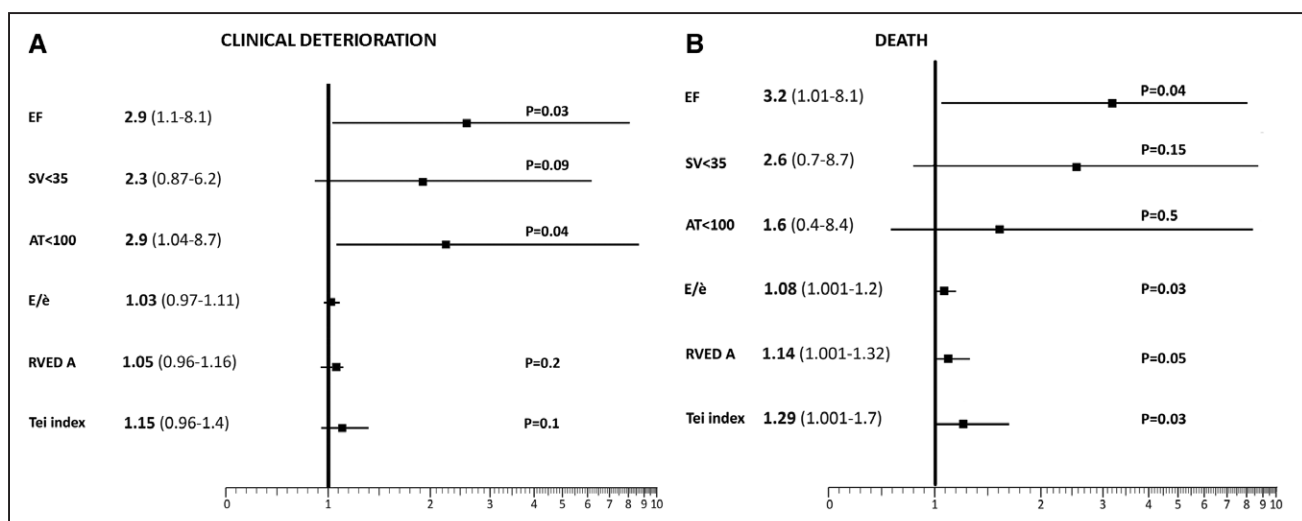 A CLINICAL DETERIORATION
EF 2.9 (1.1-8.1) P=0.03
SV<35 2.3 (0.87-6.2) P=0.09
AT<100 2.9 (1.04-8.7) P=0.04
E/è 1.03 (0.97-1.11)
RVED A 1.05 (0.96-1.16) P=0.2
Tei index 1.15 (0.96-1.4) P=0.1
0 1 2 3 4 5 6 7 8 9 10
B DEATH
EF 3.2 (1.01-8.1) P=0.04
SV<35 2.6 (0.7-8.7) P=0.15
AT<100 1.6 (0.4-8.4) P=0.5
E/è 1.08 (1.001-1.2) P=0.03
RVED A 1.14 (1.001-1.32) P=0.05
Tei index 1.29 (1.001-1.7) P=0.03
0 1 2 3 4 5 6 7 8 9 10